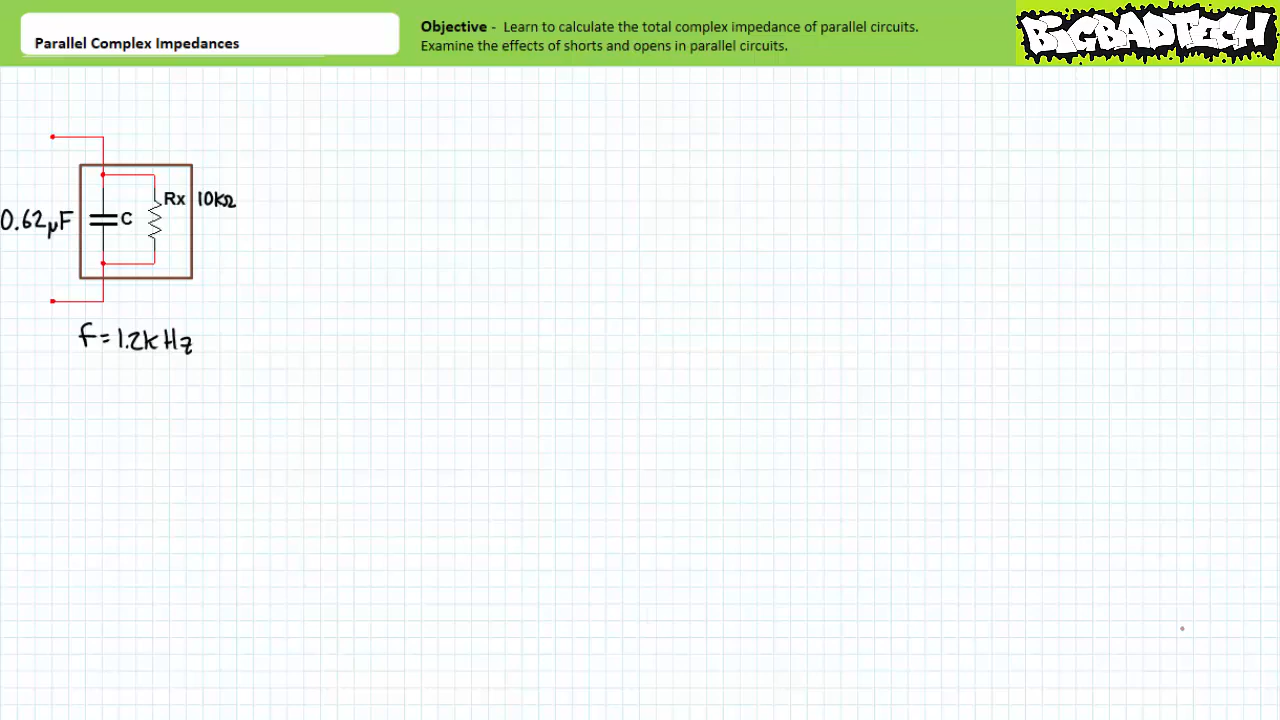 Parallel Complex Impedances
Objective - Learn to calculate the total complex impedance of parallel circuits.
Examine the effects of shorts and opens in parallel circuits.
BIGBADTECH
Rx 10kΩ
0.62μF
C
f=1.2kHz